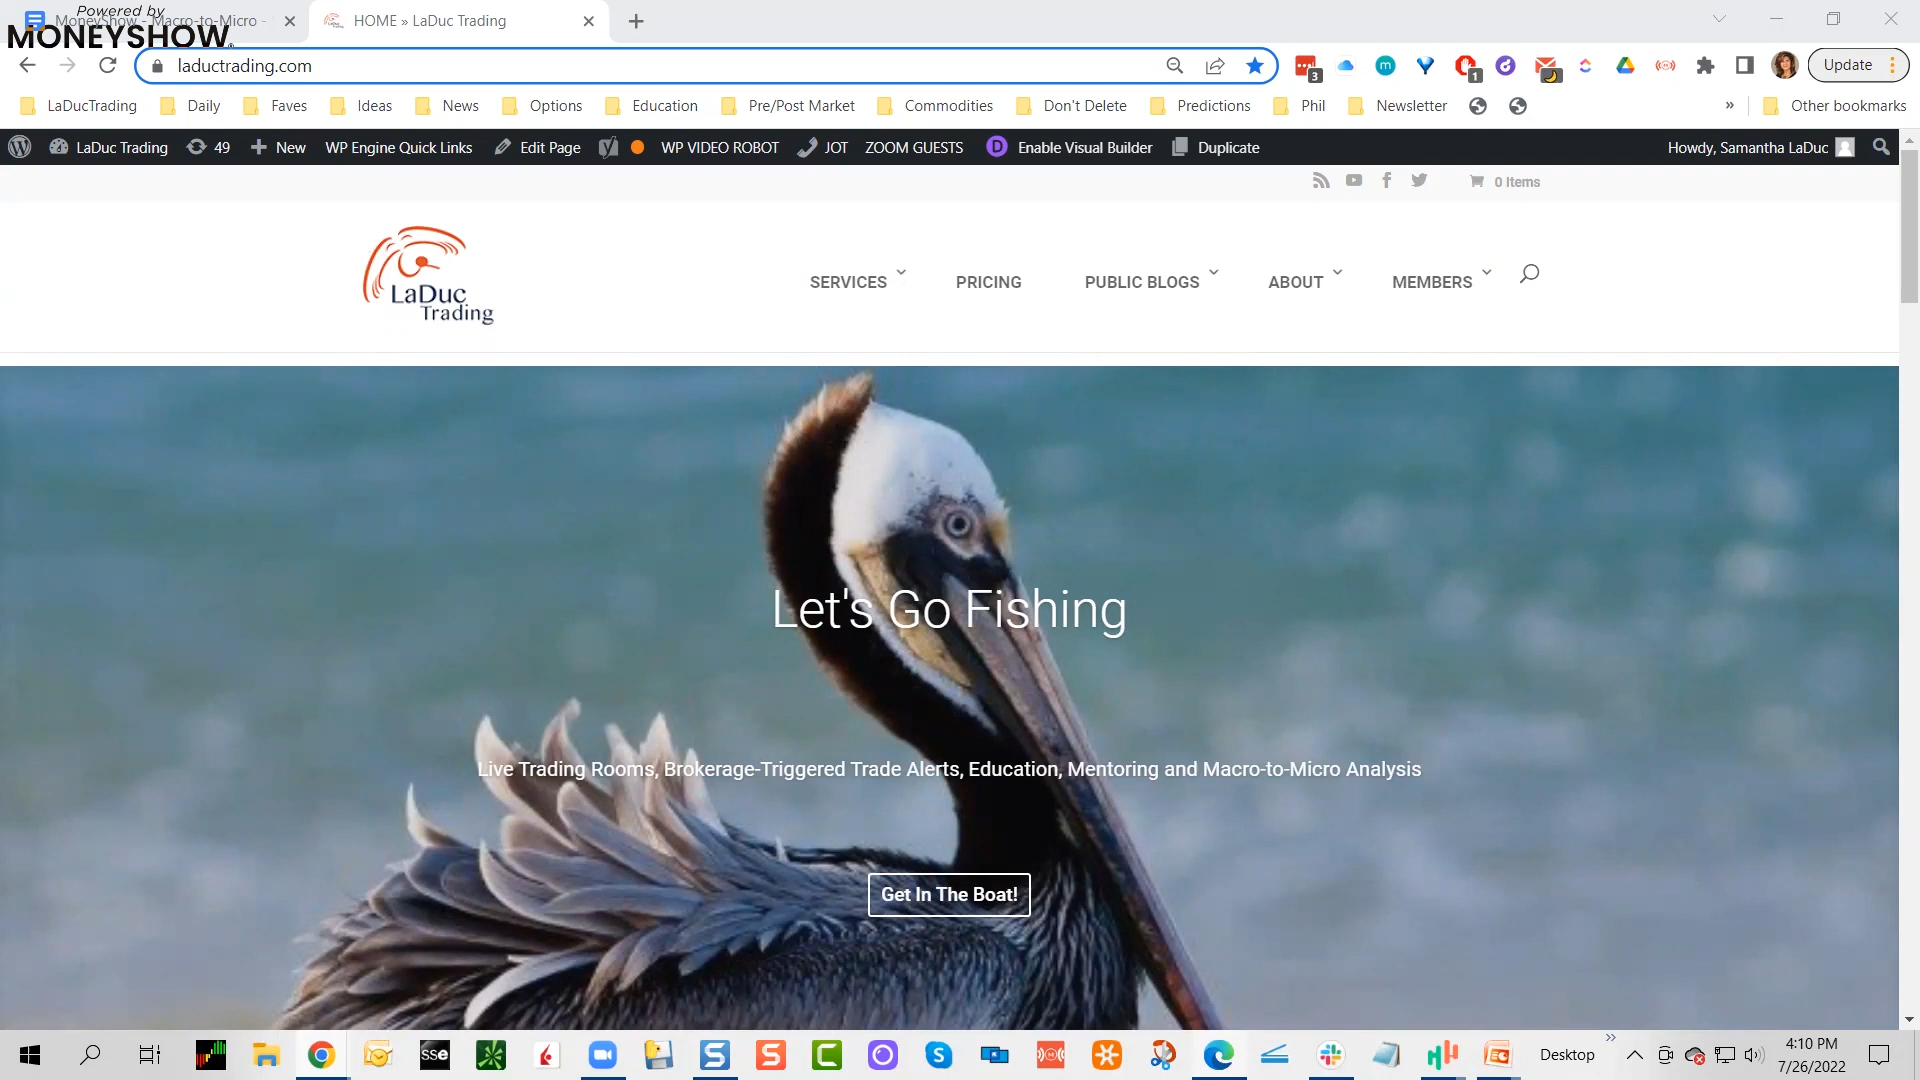 Powered by
MONEYSHOW
MoneyShow - Macro-to-Micro -
HOME » LaDuc Trading
laductrading.com
3
m
1
Update
LaDucTrading
Daily
Faves
Ideas
News
Options
Education
Pre/Post Market
Commodities
Don't Delete
Predictions
Phil
Newsletter
»
Other bookmarks
LaDuc Trading
49
New
WP Engine Quick Links
Edit Page
WP VIDEO ROBOT
JOT
ZOOM GUESTS
D
Enable Visual Builder
Duplicate
Howdy, Samantha LaDuc
0 Items
LaDuc
Trading
SERVICES
PRICING
PUBLIC BLOGS
ABOUT
MEMBERS
Let's Go Fishing
Live Trading Rooms, Brokerage-Triggered Trade Alerts, Education, Mentoring and Macro-to-Micro Analysis
Get In The Boat!
sse
Desktop
4:10 PM
7/26/2022